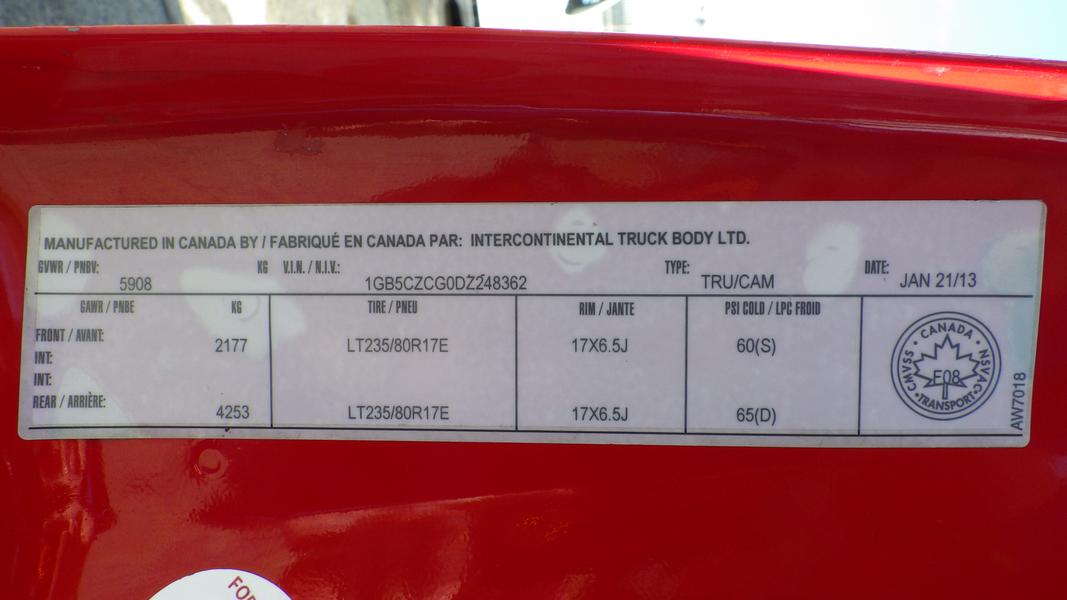 MANUFACTURED IN CANADA BY / FABRIQUÉ EN CANADA PAR: INTERCONTINENTAL TRUCK BODY LTD.
GVWR / PNBV: 5908 KG V.I.N. / N.I.V.: 1GB5CZCG0DZ248362 TYPE: TRU/CAM DATE: JAN 21/13
GAWR / PNBE KG TIRE / PNEU RIM / JANTE PSI COLD / LPC FROID
FRONT / AVANT: 2177 LT235/80R17E 17X6.5J 60(S)
INT:
INT:
REAR / ARRIÈRE: 4253 LT235/80R17E 17X6.5J 65(D)
CANADA
CMVSS E08 NSVAC
TRANSPORT
AW7018
FOR